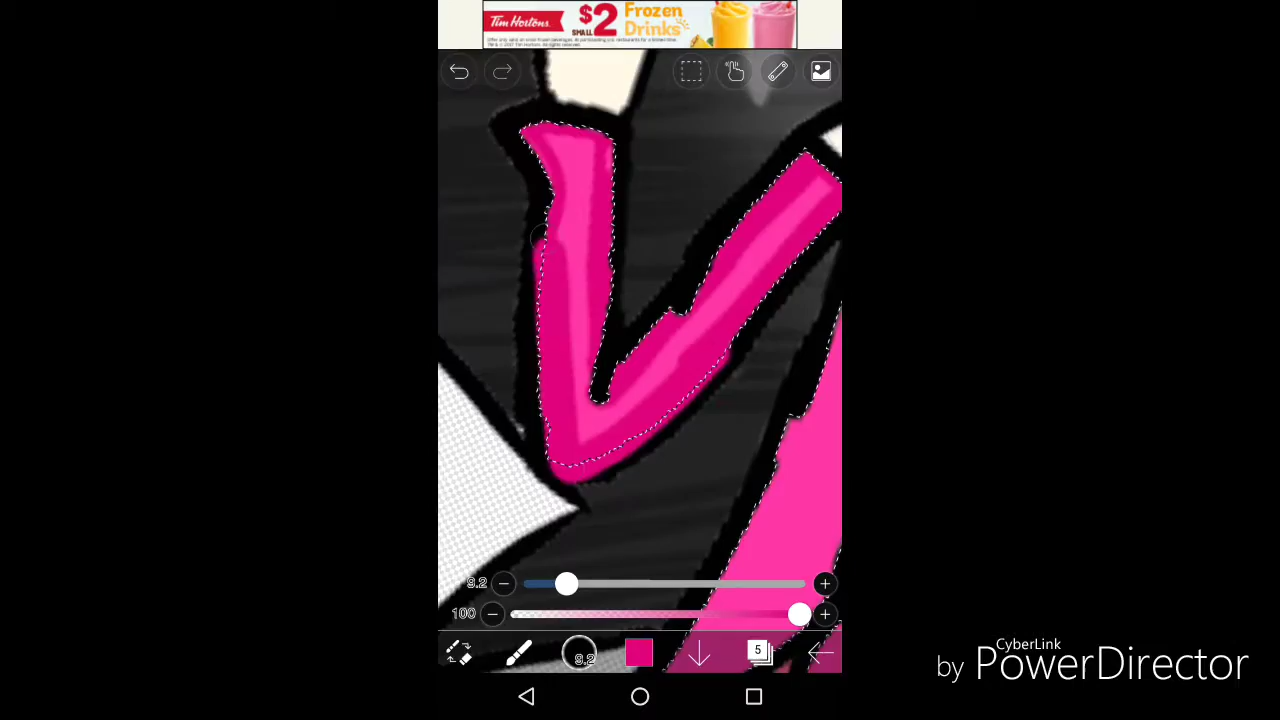 Tim Hortons.
$2
SMALL
Frozen
Drinks
9.2
100
9.2
5
CyberLink
by PowerDirector